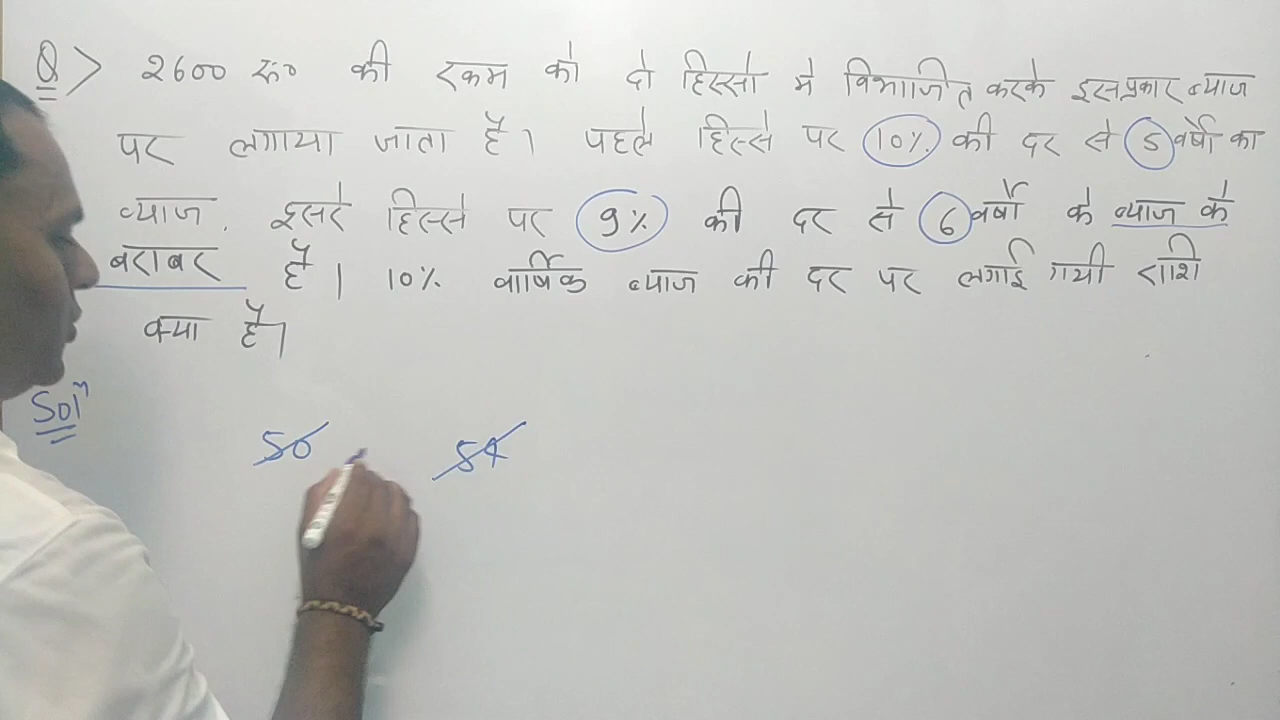 Q> 2600 रू० की रकम को दो हिस्सो मे विभाजित करके इसप्रकार ब्याज
पर लगाया जाता है। पहले हिस्से पर 10% की दर से 5 वर्षो का
ब्याज, दूसरे हिस्से पर 9% की दर से 6 वर्षो के ब्याज के
बराबर है। 10% वार्षिक ब्याज की दर पर लगाई गयी राशि
क्या है।
Solⁿ
50 54